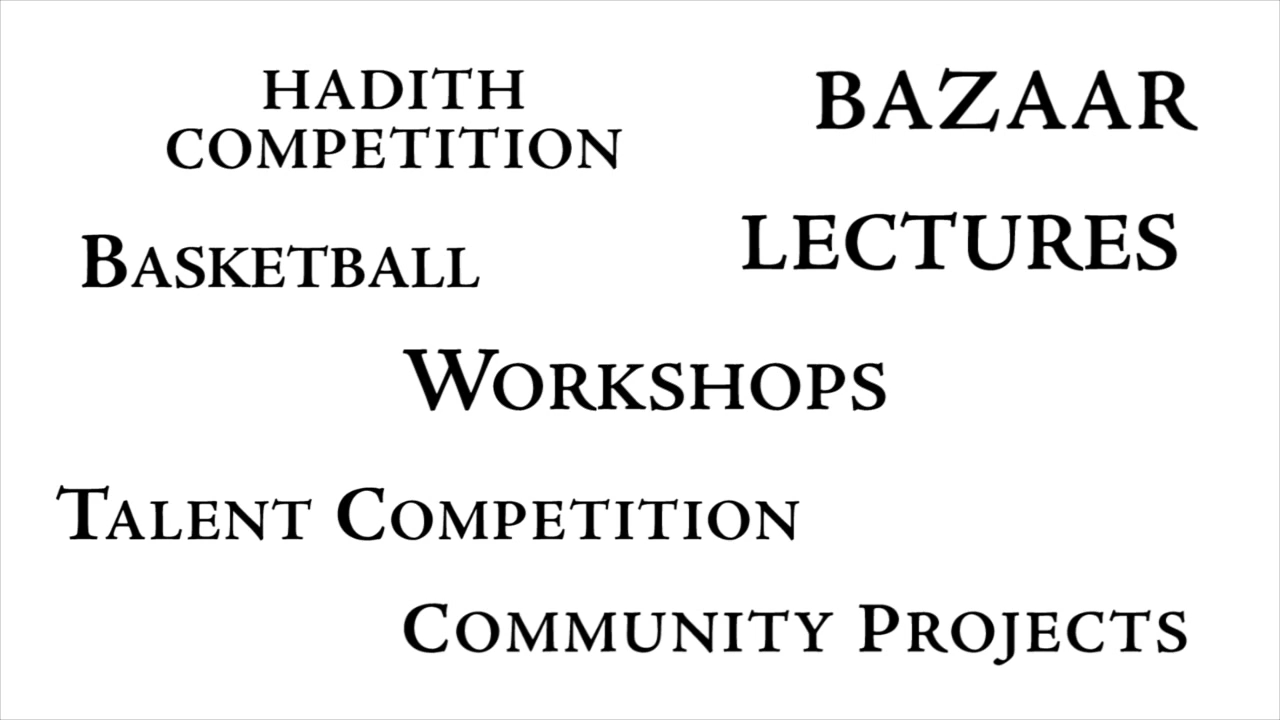 HADITH
COMPETITION
BAZAAR
BASKETBALL
LECTURES
WORKSHOPS
TALENT COMPETITION
COMMUNITY PROJECTS